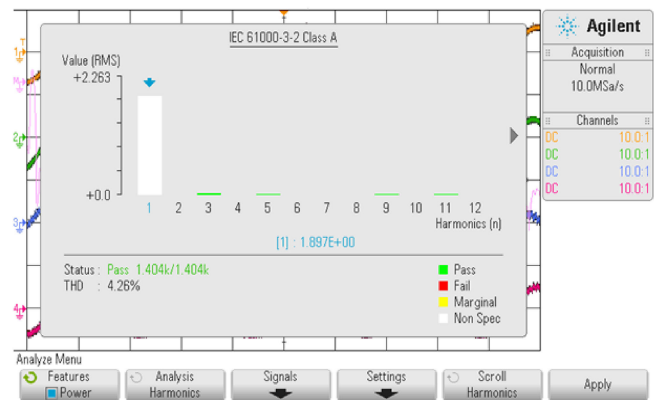 IEC 61000-3-2 Class A
Agilent
Acquisition
Normal
10.0MSa/s
Channels
DC 10.0:1
DC 10.0:1
DC 10.0:1
DC 10.0:1
Value (RMS)
+2.263
+0.0
1 2 3 4 5 6 7 8 9 10 11 12
Harmonics (n)
[1] : 1.897E+00
Status : Pass 1.404k/1.404k
THD : 4.26%
Pass
Fail
Marginal
Non Spec
Analyze Menu
Features
Power
Analysis
Harmonics
Signals
Settings
Scroll
Harmonics
Apply